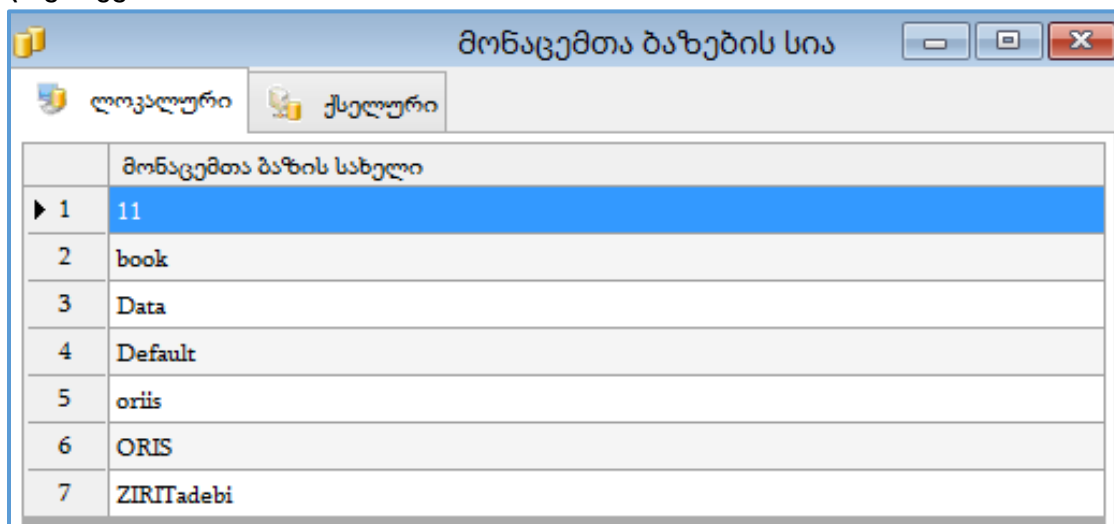 მონაცემთა ბაზების სია
ლოკალური ქსელური
მონაცემთა ბაზის სახელი
1 11
2 book
3 Data
4 Default
5 oriis
6 ORIS
7 ZIRITadebi